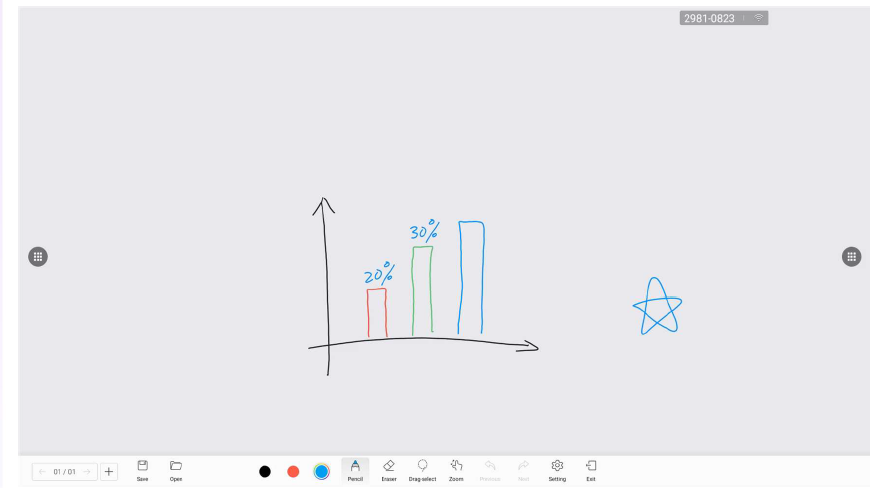 2981-0823
30%
20%
01 / 01
Save
Open
Pencil
Eraser
Drag-select
Zoom
Previous
Next
Setting
Exit